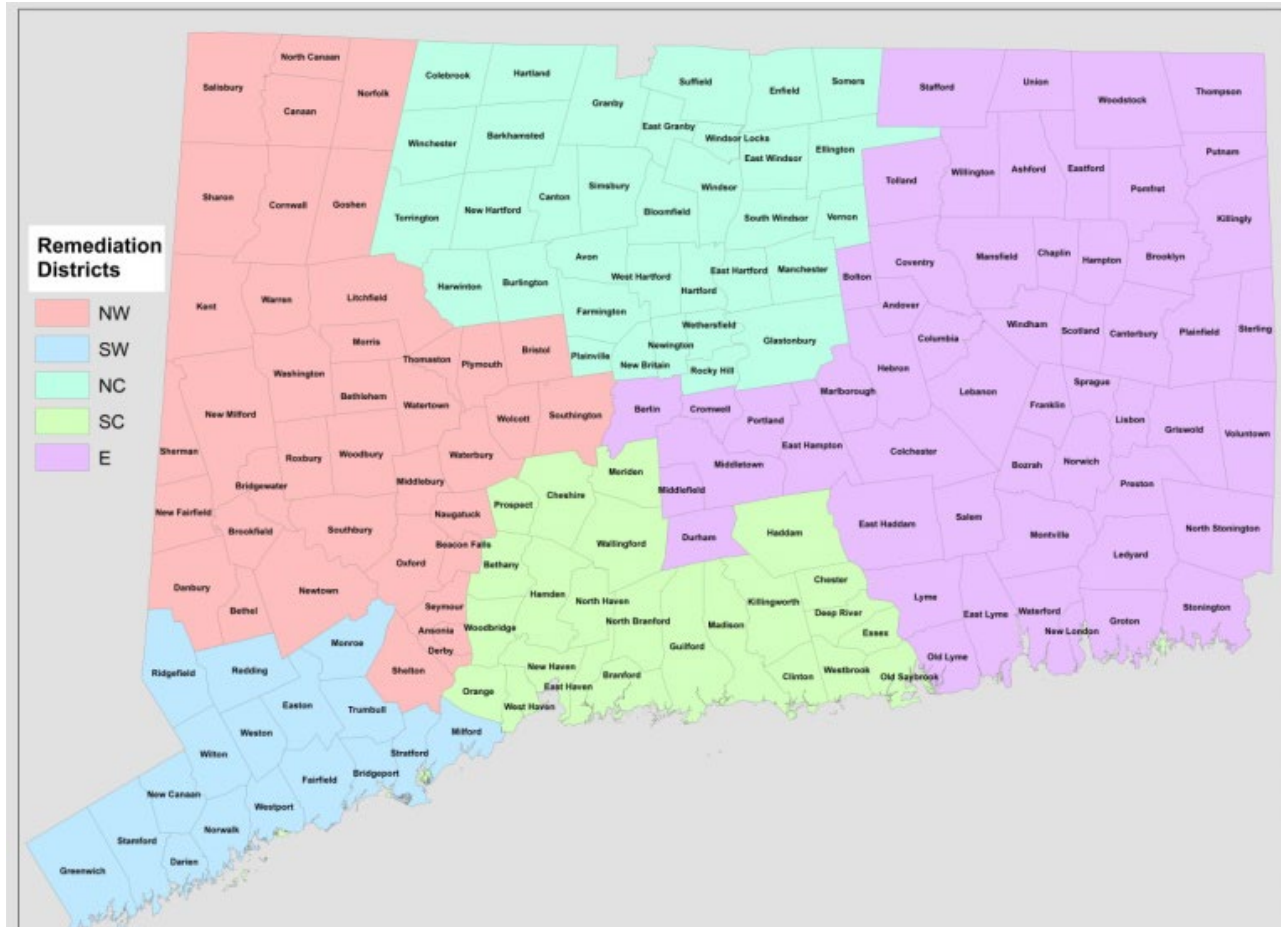 Remediation
Districts
NW
SW
NC
SC
E
North Canaan
Salisbury
Canaan
Norfolk
Colebrook
Hartland
Granby
Suffield
Enfield
Somers
Stafford
Union
Woodstock
Thompson
Winchester
Barkhamsted
East Granby
Windsor Locks
East Windsor
Ellington
Putnam
Sharon
Cornwall
Goshen
Torrington
New Hartford
Canton
Simsbury
Bloomfield
Windsor
South Windsor
Vernon
Tolland
Willington
Ashford
Eastford
Pomfret
Killingly
Kent
Warren
Litchfield
Harwinton
Burlington
Avon
West Hartford
Hartford
East Hartford
Manchester
Bolton
Coventry
Mansfield
Chaplin
Hampton
Brooklyn
Andover
Farmington
Morris
Thomaston
Plymouth
Bristol
Plainville
Newington
New Britain
Wethersfield
Rocky Hill
Glastonbury
Columbia
Windham
Scotland
Canterbury
Plainfield
Sterling
Washington
Bethlehem
Watertown
Wolcott
Southington
Berlin
Cromwell
Portland
Marlborough
Hebron
Lebanon
Franklin
Sprague
Lisbon
Griswold
Voluntown
New Milford
Sherman
Roxbury
Woodbury
Waterbury
Middlebury
Bridgewater
Meriden
Middletown
East Hampton
Colchester
Bozrah
Norwich
Preston
Middlefield
New Fairfield
Brookfield
Southbury
Naugatuck
Prospect
Cheshire
Wallingford
Durham
Haddam
East Haddam
Salem
Montville
Ledyard
North Stonington
Beacon Falls
Oxford
Bethany
Danbury
Bethel
Newtown
Seymour
Hamden
North Haven
North Branford
Guilford
Madison
Killingworth
Chester
Deep River
Essex
Lyme
East Lyme
Waterford
New London
Groton
Stonington
Ansonia
Derby
Woodbridge
Monroe
Shelton
Ridgefield
Redding
Orange
New Haven
East Haven
West Haven
Branford
Clinton
Westbrook
Old Saybrook
Old Lyme
Easton
Trumbull
Weston
Milford
Stratford
Wilton
Fairfield
Bridgeport
New Canaan
Westport
Norwalk
Stamford
Darien
Greenwich